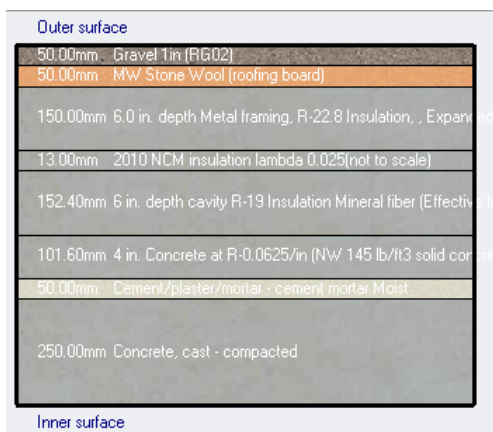 Outer surface
50.00mm Gravel 1in (RG02)
50.00mm MW Stone Wool (roofing board)
150.00mm 6.0 in. depth Metal framing, R-22.8 Insulation, , Expanded
13.00mm 2010 NCM insulation lambda 0.025(not to scale)
152.40mm 6 in. depth cavity R-19 Insulation Mineral fiber (Effective
101.60mm 4 in. Concrete at R-0.0625/in (NW 145 lb/ft3 solid concre
50.00mm Cement/plaster/mortar - cement mortar Moist
250.00mm Concrete, cast - compacted
Inner surface